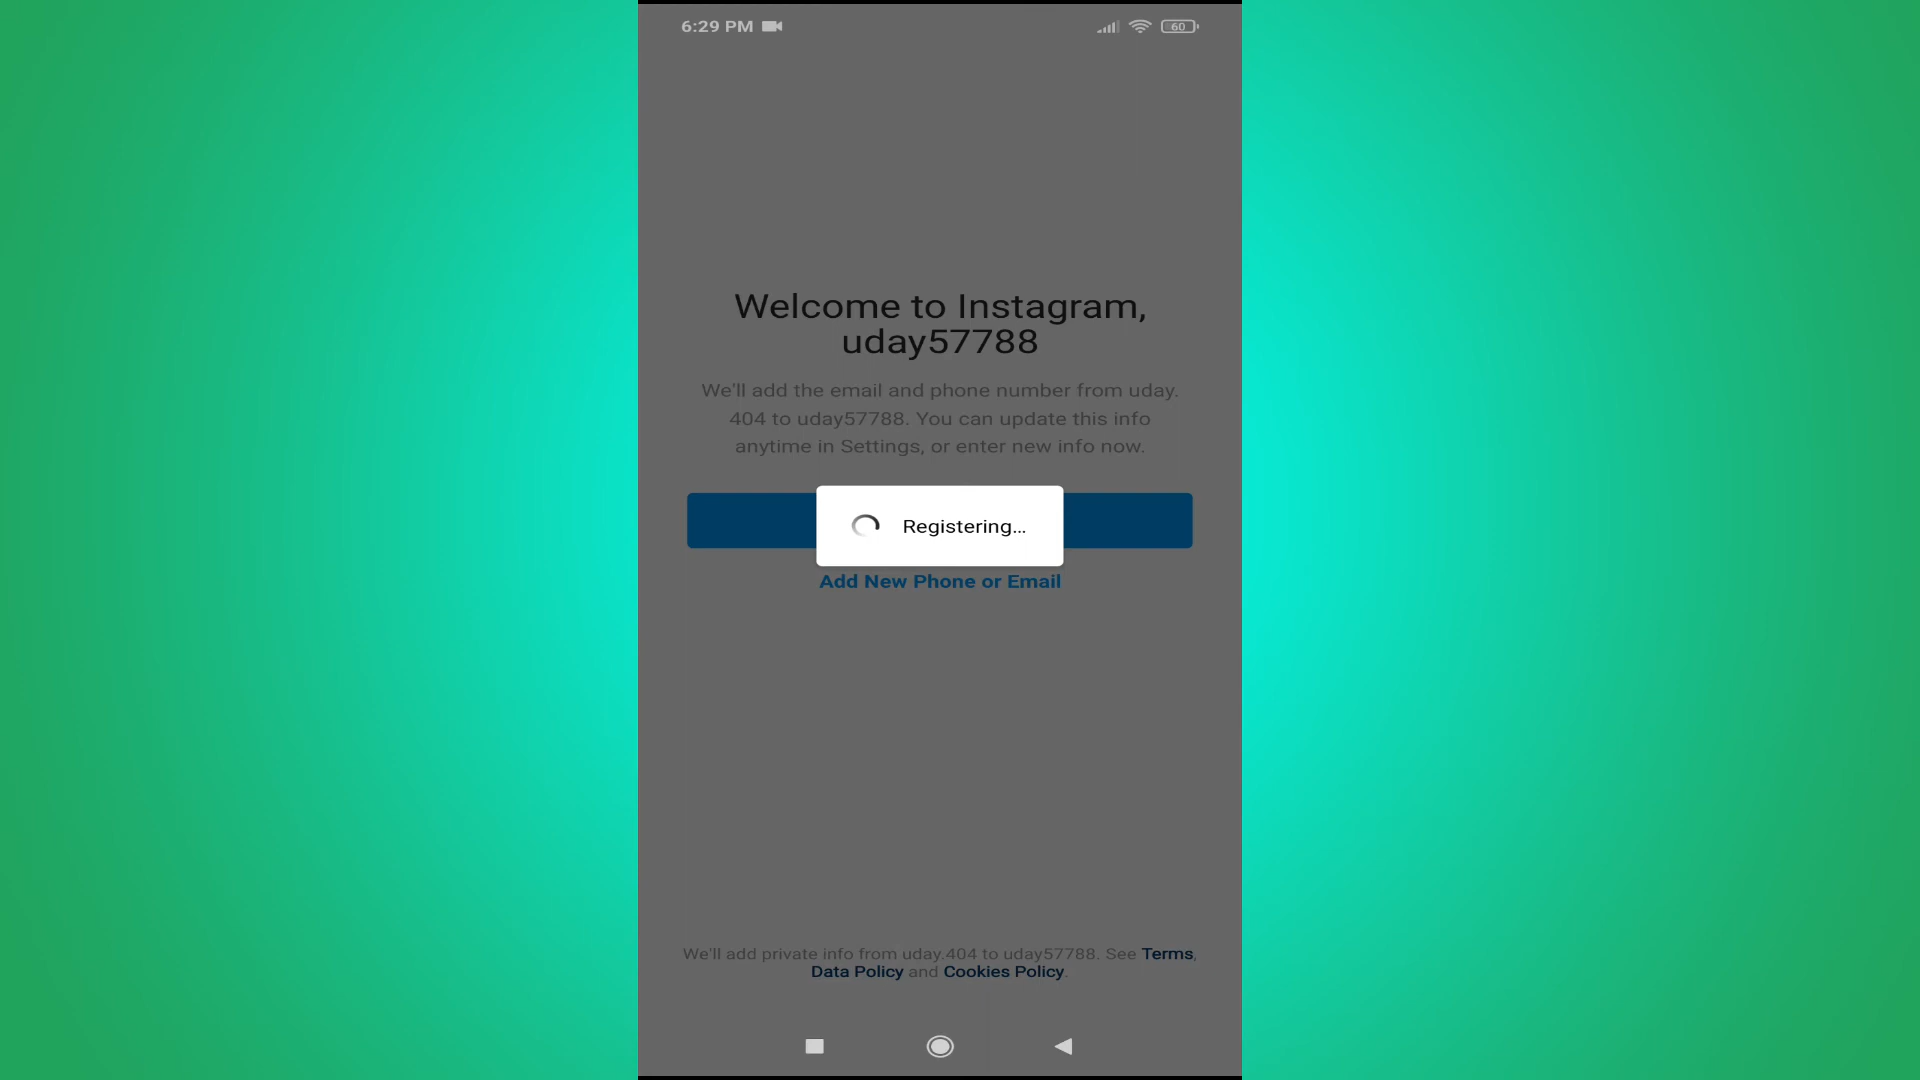 6:29 PM
60
Welcome to Instagram,
uday57788
We'll add the email and phone number from uday.
404 to uday57788. You can update this info
anytime in Settings, or enter new info now.
Registering...
Add New Phone or Email
We'll add private info from uday.404 to uday57788. See Terms,
Data Policy and Cookies Policy.